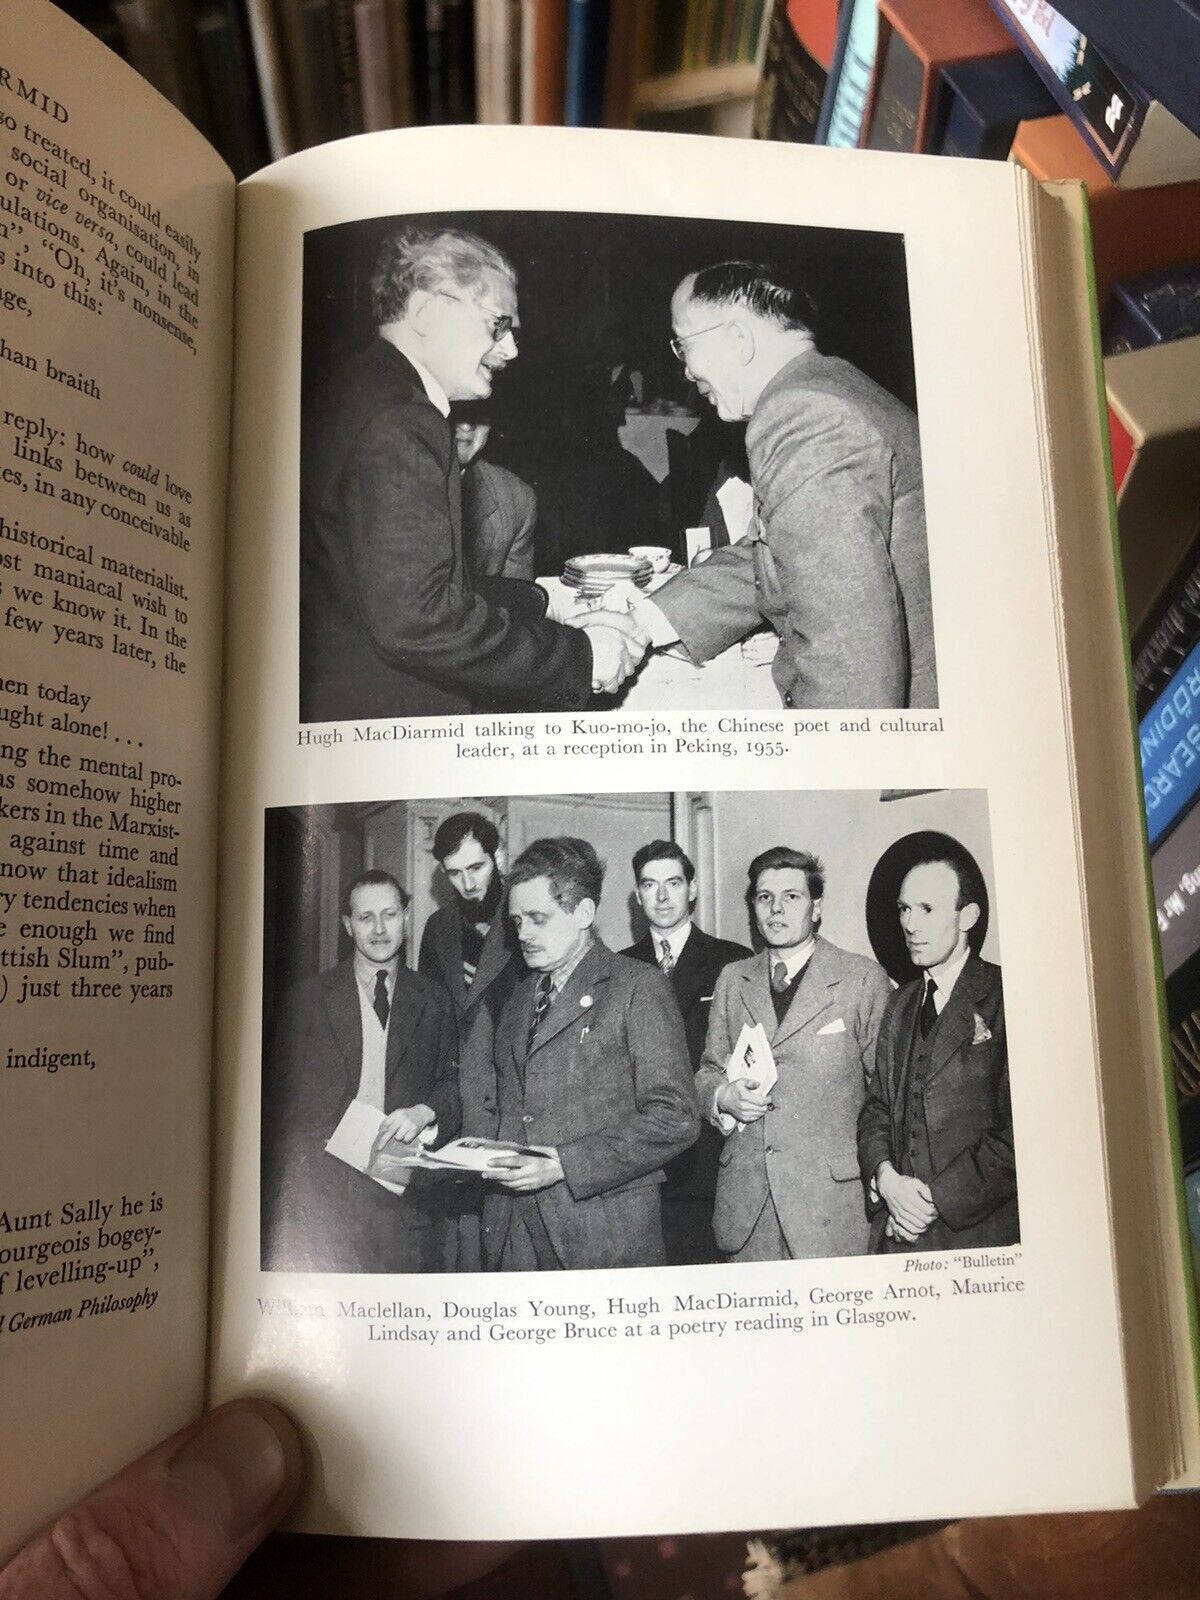 RMID
so treated, it could easily
social organisation, in
or vice versa, could lead
ulations. Again, in the
n", "Oh, it's nonsense,
s into this:
age,
han braith
reply: how could love
links between us as
es, in any conceivable
historical materialist.
ost maniacal wish to
s we know it. In the
few years later, the
hen today
ught alone! . . .
ng the mental pro-
as somehow higher
kers in the Marxist-
against time and
now that idealism
ry tendencies when
e enough we find
ttish Slum", pub-
) just three years
indigent,
Aunt Sally he is
ourgeois bogey-
f levelling-up",
German Philosophy
Hugh MacDiarmid talking to Kuo-mo-jo, the Chinese poet and cultural
leader, at a reception in Peking, 1955.
Photo: "Bulletin"
William Maclellan, Douglas Young, Hugh MacDiarmid, George Arnot, Maurice
Lindsay and George Bruce at a poetry reading in Glasgow.